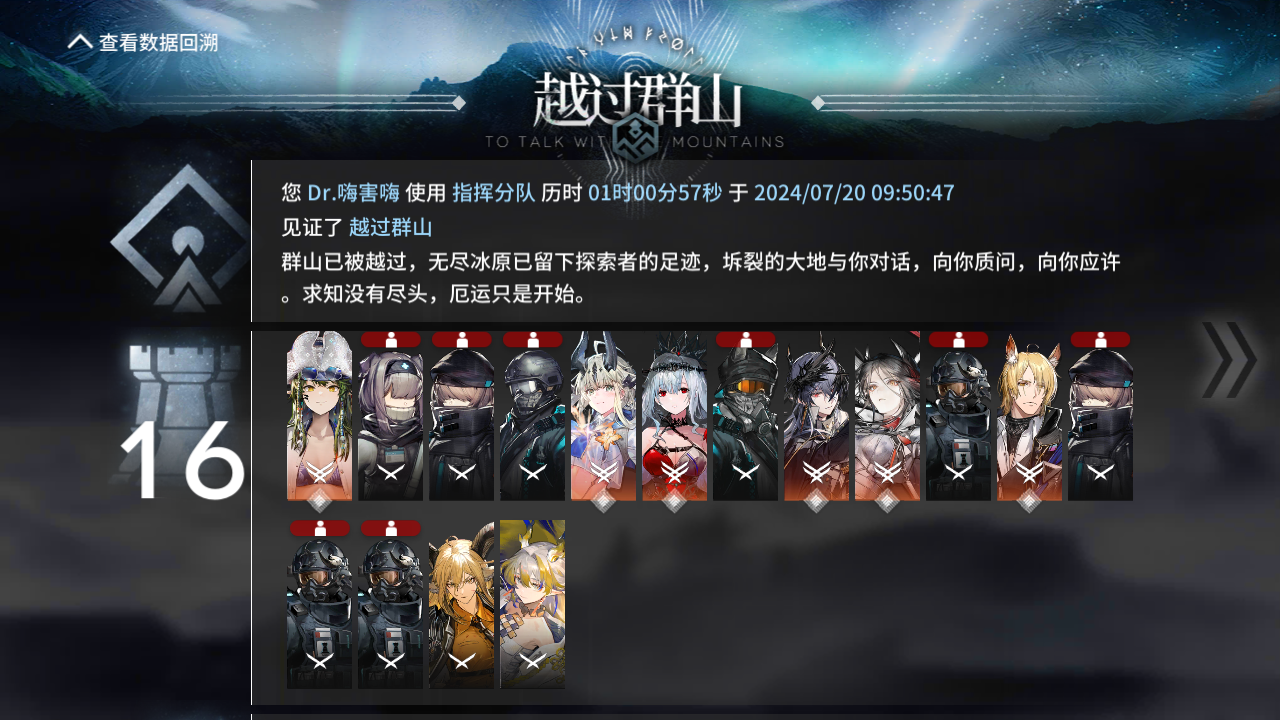 查看数据回溯
越过群山
TO TALK WIT MOUNTAINS
您 Dr.嗨害嗨 使用 指挥分队 历时 01时00分57秒 于 2024/07/20 09:50:47
见证了 越过群山
群山已被越过，无尽冰原已留下探索者的足迹，坼裂的大地与你对话，向你质问，向你应许
。求知没有尽头，厄运只是开始。
16